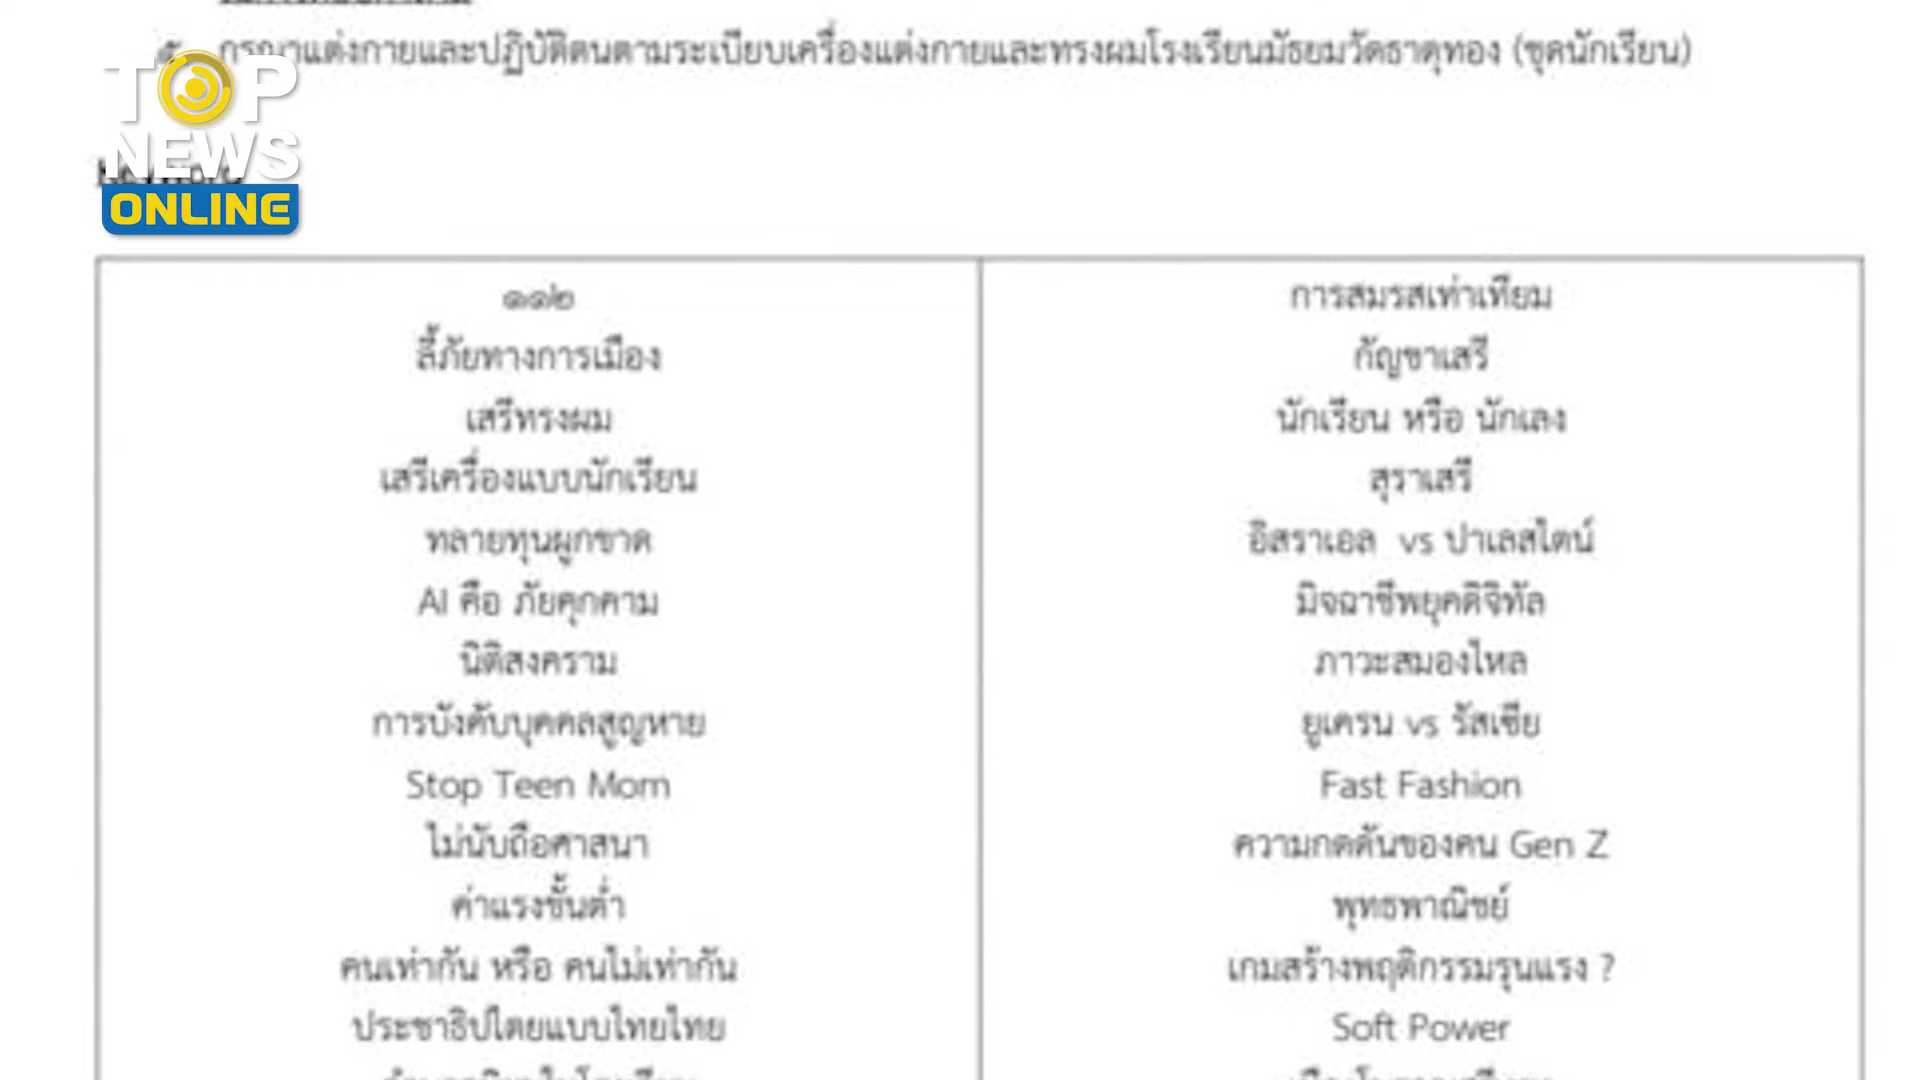 ๕. กรุณาแต่งกายและปฏิบัติตนตามระเบียบเครื่องแต่งกายและทรงผมโรงเรียนมัธยมวัดธาตุทอง (ชุดนักเรียน)
TOP
NEWS
ONLINE
๑๑๒
ลี้ภัยทางการเมือง
เสรีทรงผม
เสรีเครื่องแบบนักเรียน
ทลายทุนผูกขาด
AI คือ ภัยคุกคาม
นิติสงคราม
การบังคับบุคคลสูญหาย
Stop Teen Mom
ไม่นับถือศาสนา
ค่าแรงขั้นต่ำ
คนเท่ากัน หรือ คนไม่เท่ากัน
ประชาธิปไตยแบบไทยไทย
การสมรสเท่าเทียม
กัญชาเสรี
นักเรียน หรือ นักเลง
สุราเสรี
อิสราเอล vs ปาเลสไตน์
มิจฉาชีพยุคดิจิทัล
ภาวะสมองไหล
ยูเครน vs รัสเซีย
Fast Fashion
ความกดดันของคน Gen Z
พุทธพาณิชย์
เกมสร้างพฤติกรรมรุนแรง ?
Soft Power